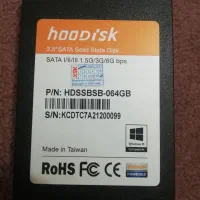 hooDisk
2.5" SATA Solid State Disk
SATA I/II/III 1.5G/3G/6G bps
P/N: HDSSBSB-064GB
S/N:KCDTC7A21200099
Made in Taiwan
RoHS FC CE